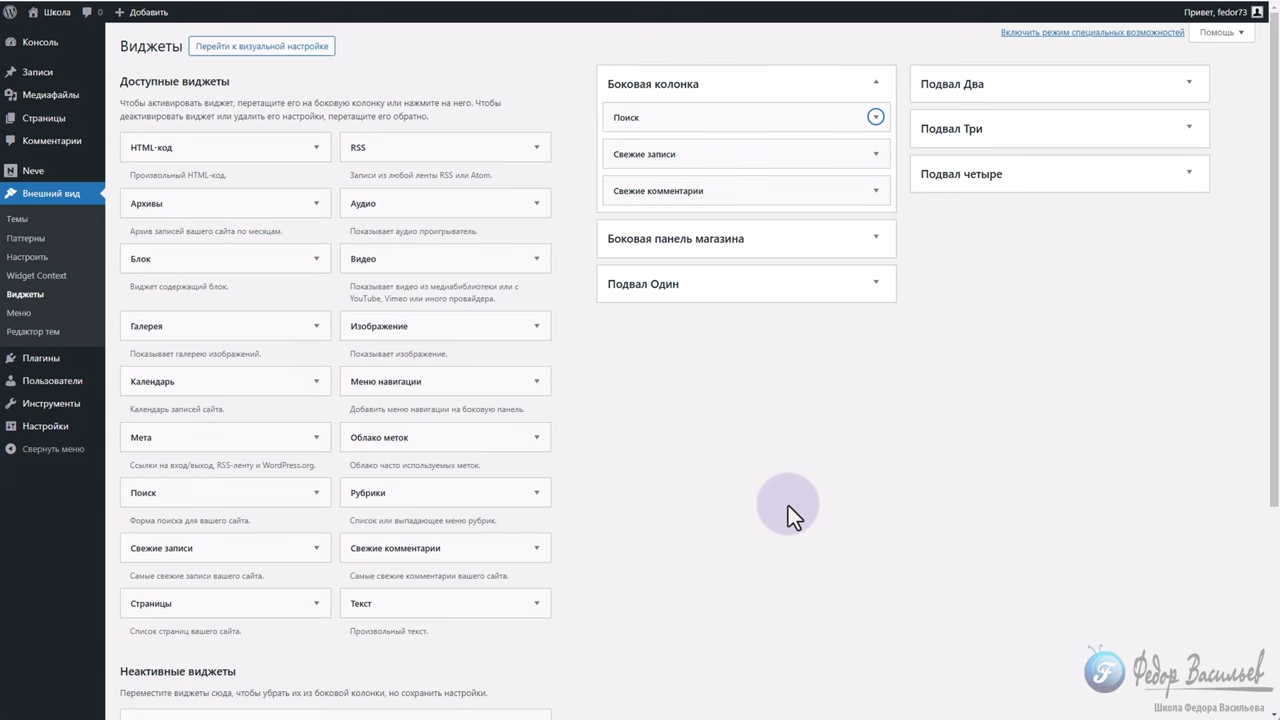 Школа
0
Добавить
Привет, fedor73
Консоль
Записи
Медиафайлы
Страницы
Комментарии
Neve
Внешний вид
Темы
Паттерны
Настроить
Widget Context
Виджеты
Меню
Редактор тем
Плагины
Пользователи
Инструменты
Настройки
Свернуть меню
Виджеты
Перейти к визуальной настройке
Включить режим специальных возможностей
Помощь
Доступные виджеты
Чтобы активировать виджет, перетащите его на боковую колонку или нажмите на него. Чтобы
деактивировать виджет или удалить его настройки, перетащите его обратно.
HTML-код
Произвольный HTML-код.
RSS
Записи из любой ленты RSS или Atom.
Архивы
Архив записей вашего сайта по месяцам.
Аудио
Показывает аудио проигрыватель.
Блок
Виджет содержащий блок.
Видео
Показывает видео из медиабиблиотеки или с
YouTube, Vimeo или иного провайдера.
Галерея
Показывает галерею изображений.
Изображение
Показывает изображение.
Календарь
Календарь записей сайта.
Меню навигации
Добавить меню навигации на боковую панель.
Мета
Ссылки на вход/выход, RSS-ленту и WordPress.org.
Облако меток
Облако часто используемых меток.
Поиск
Форма поиска для вашего сайта.
Рубрики
Список или выпадающее меню рубрик.
Свежие записи
Самые свежие записи вашего сайта.
Свежие комментарии
Самые свежие комментарии вашего сайта.
Страницы
Список страниц вашего сайта.
Текст
Произвольный текст.
Неактивные виджеты
Переместите виджеты сюда, чтобы убрать их из боковой колонки, но сохранить настройки.
Боковая колонка
Поиск
Свежие записи
Свежие комментарии
Боковая панель магазина
Подвал Один
Подвал Два
Подвал Три
Подвал четыре
Федор Васильев
Школа Федора Васильева